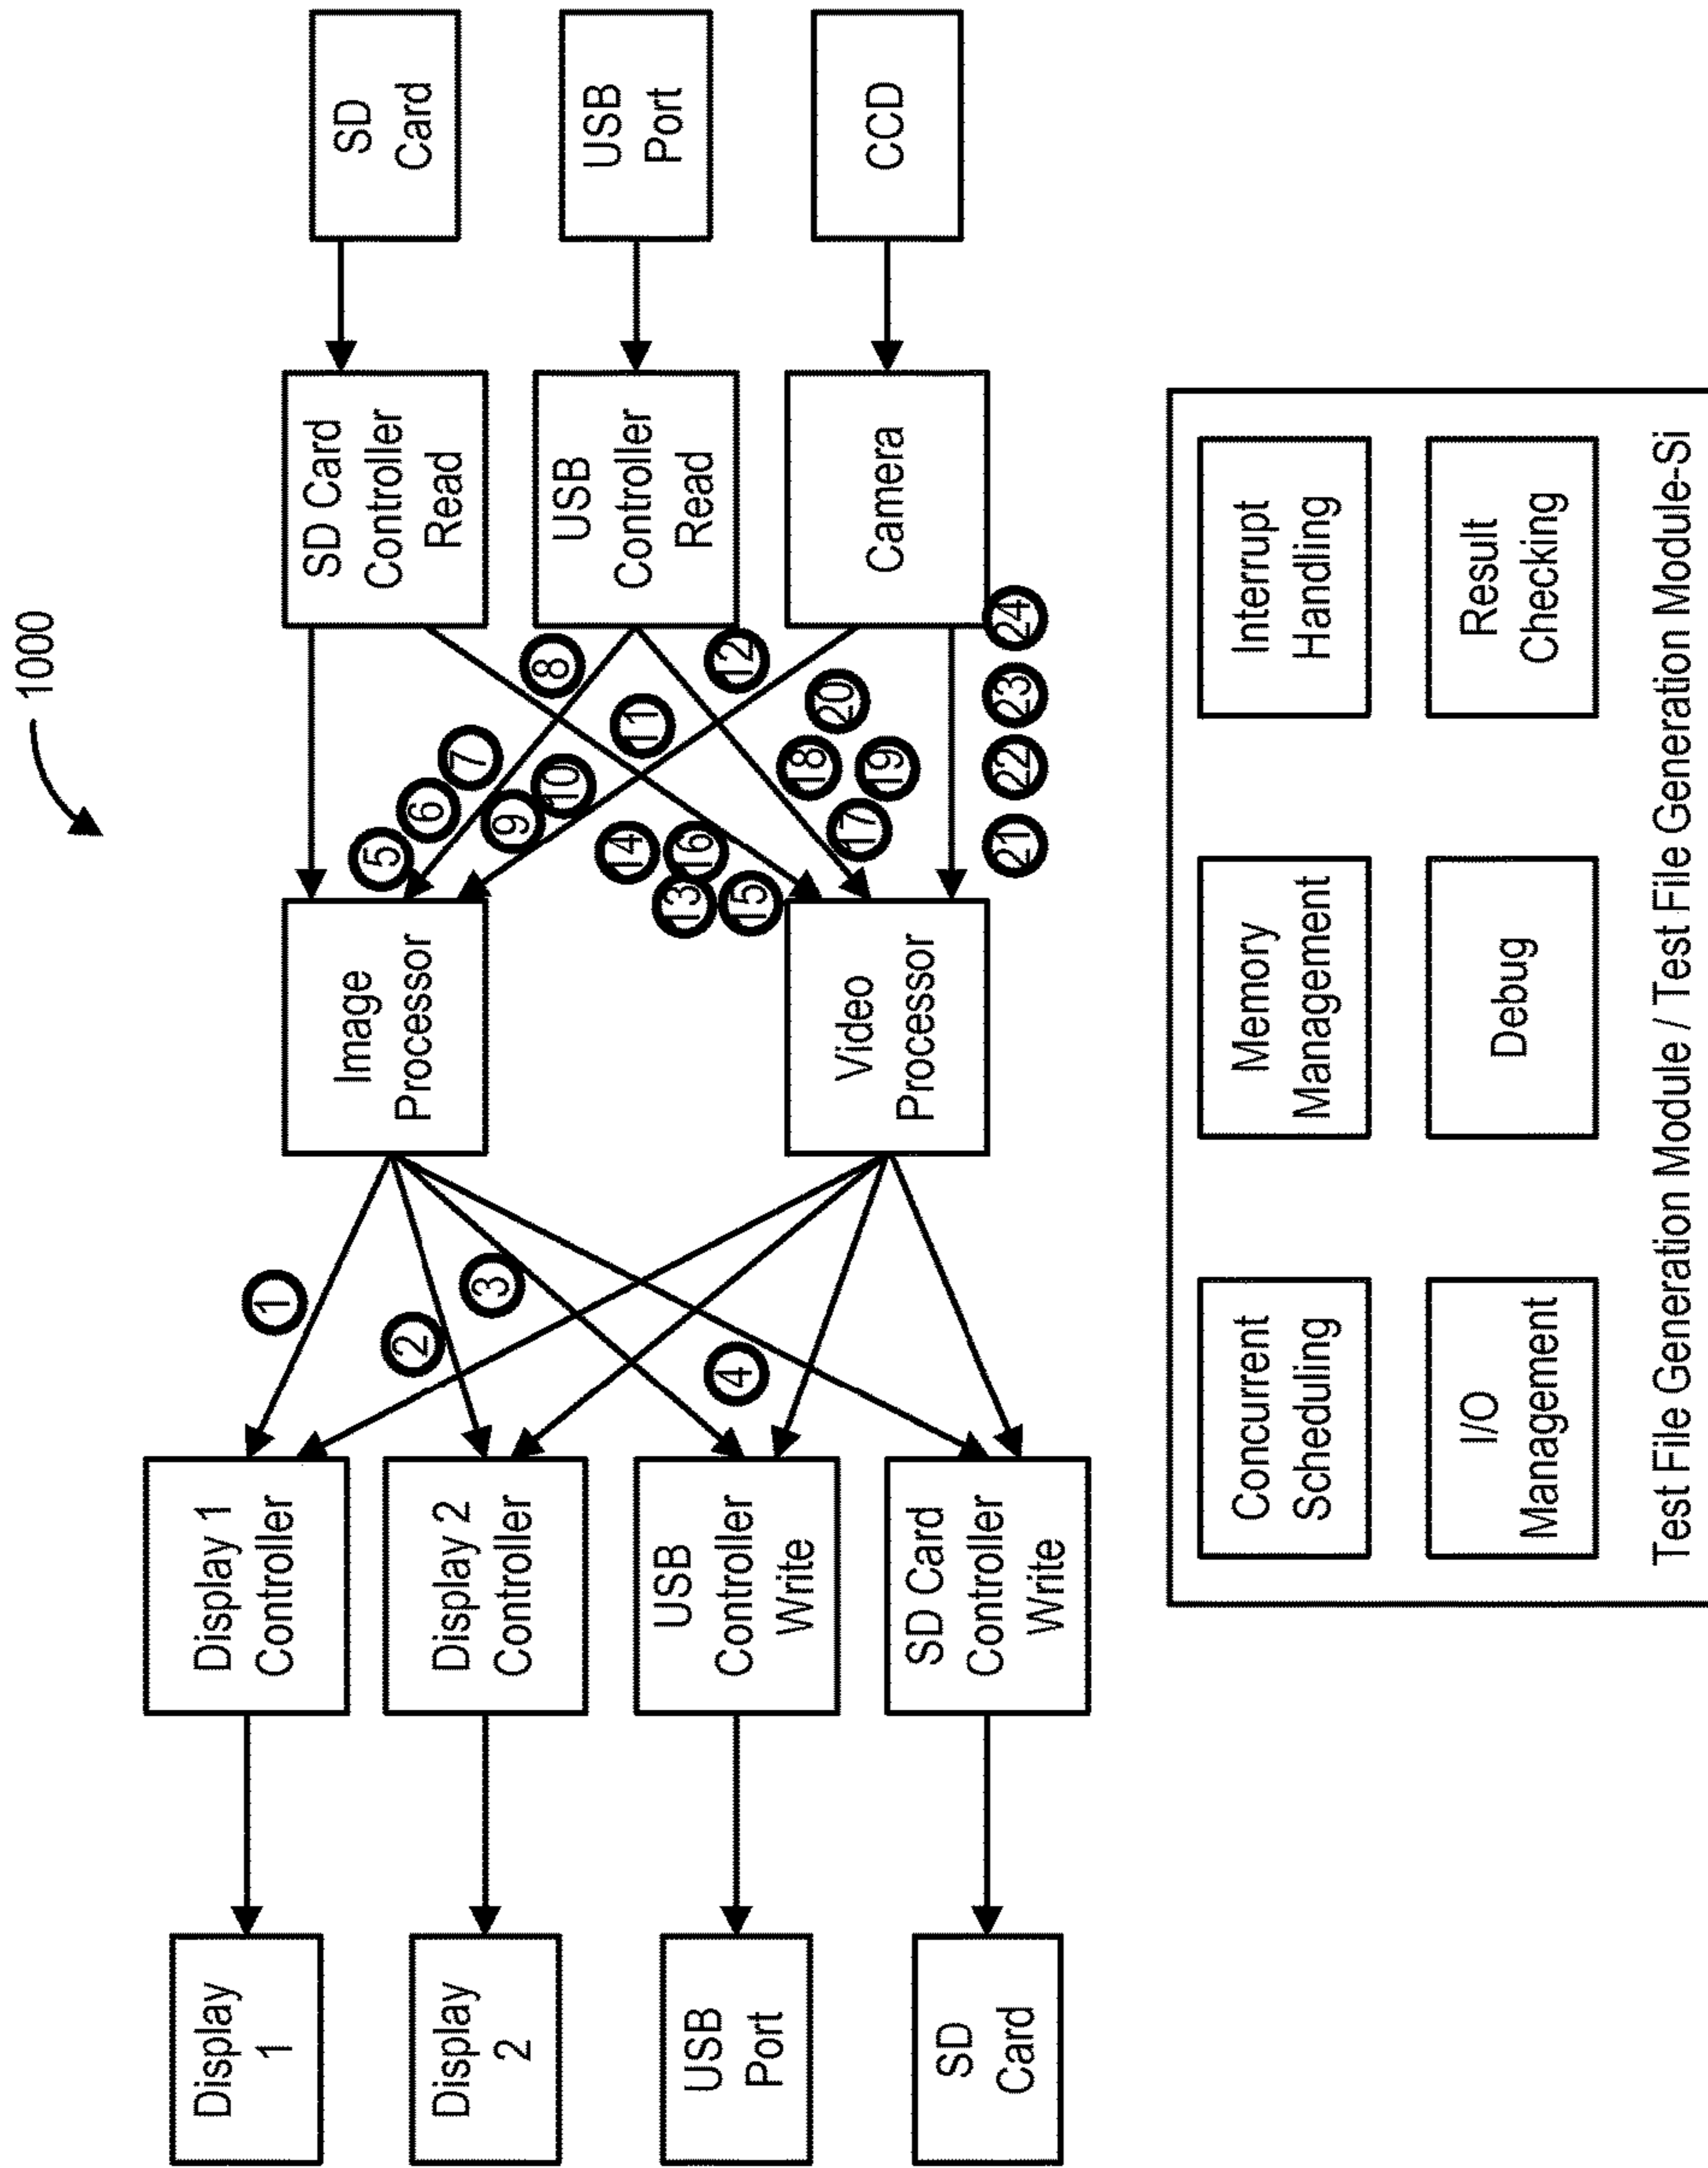 1000
Display
1
Display 1
Controller
Image
Processor
SD Card
Controller
Read
SD
Card
Display
2
Display 2
Controller
USB
Controller
Read
USB
Port
USB
Port
USB
Controller
Write
Video
Processor
Camera
CCD
SD
Card
SD Card
Controller
Write
1
2
3
4
5
6
7
8
9
10
11
12
13
14
15
16
17
18
19
20
21
22
23
24
Concurrent
Scheduling
Memory
Management
Interrupt
Handling
I/O
Management
Debug
Result
Checking
Test File Generation Module / Test File Generation Module-Si